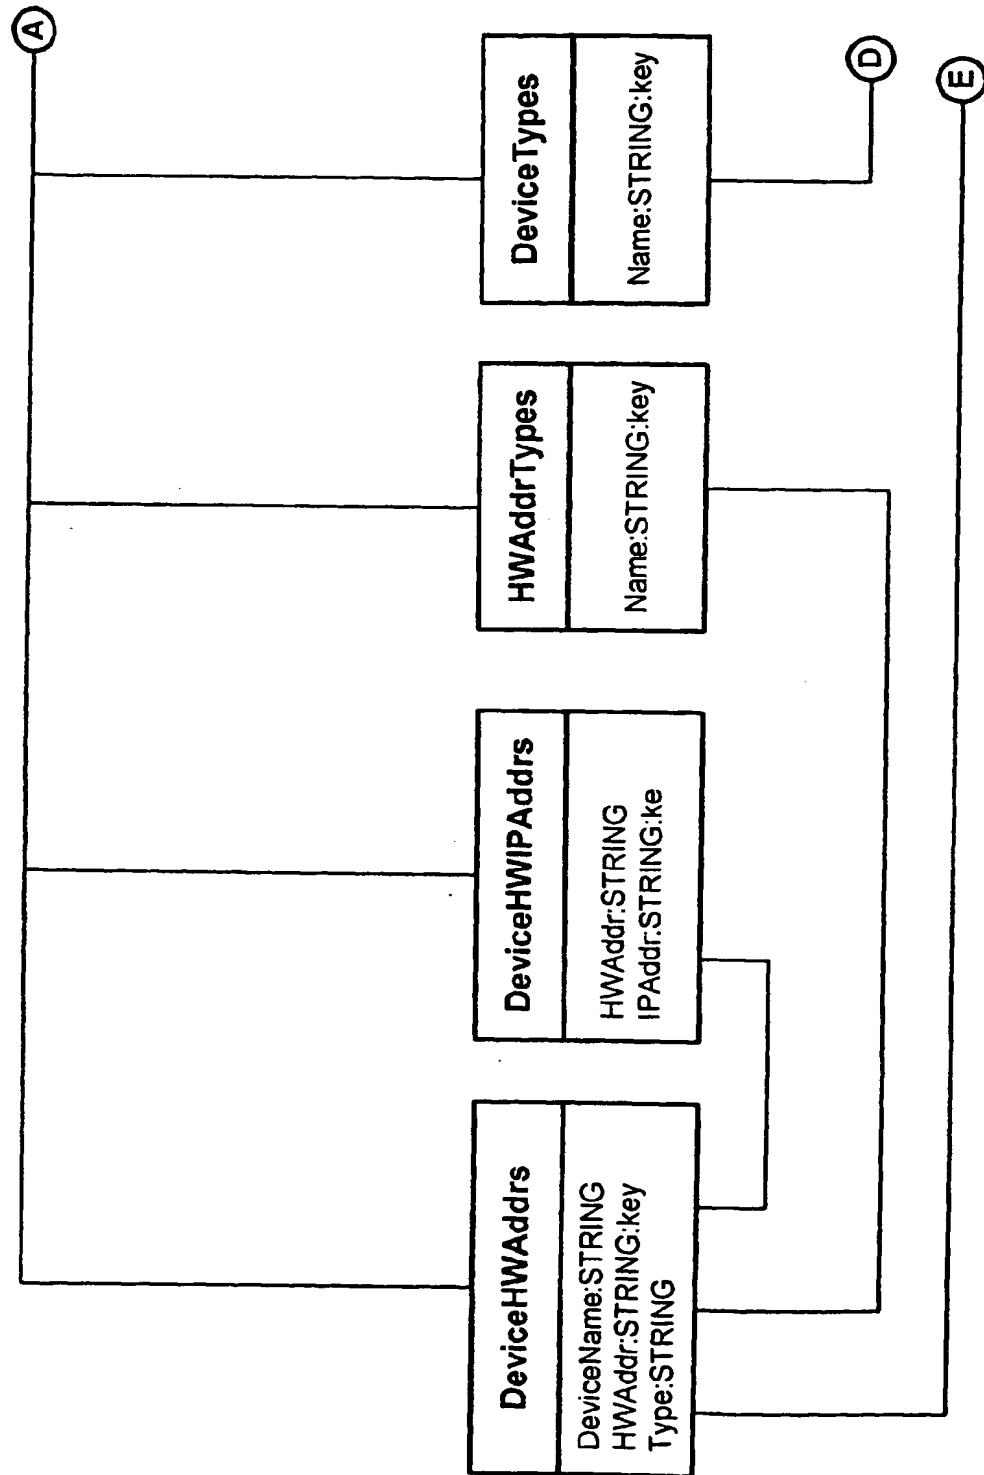 DeviceHWAddrs
DeviceName:STRING
HWAddr:STRING:key
Type:STRING
DeviceHWIPAddrs
HWAddr:STRING
IPAddr:STRING:ke
HWAddrTypes
Name:STRING:key
DeviceTypes
Name:STRING:key
A
D
E